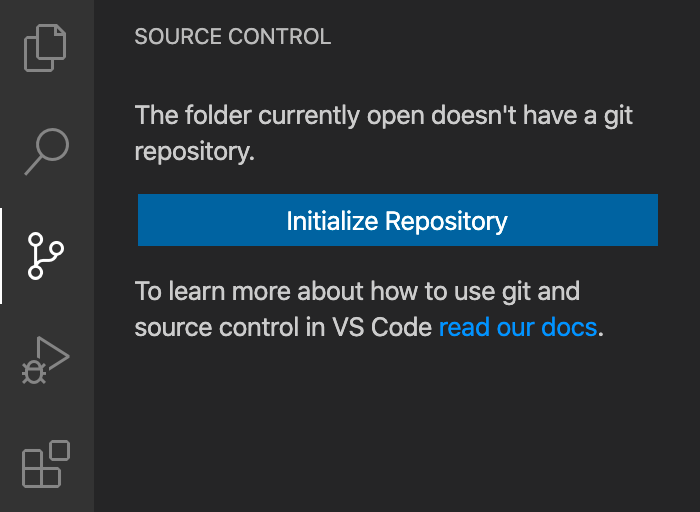 SOURCE CONTROL
The folder currently open doesn't have a git
repository.
Initialize Repository
To learn more about how to use git and
source control in VS Code read our docs.